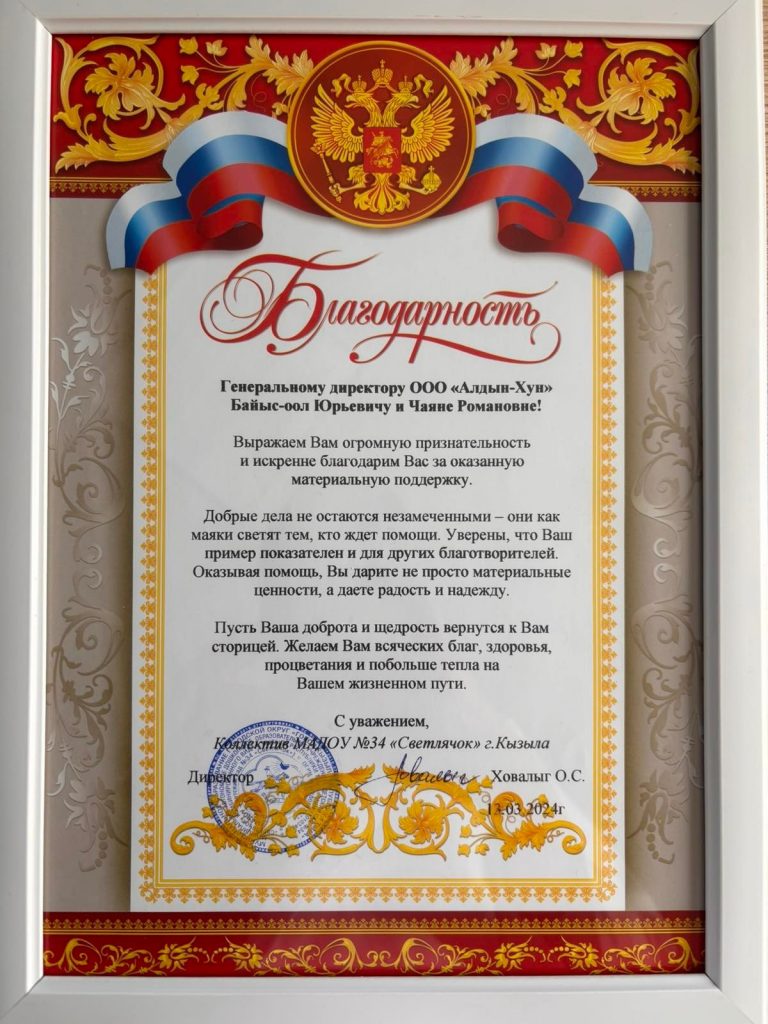 Благодарность
Генеральному директору ООО «Алдын-Хун»
Байыс-оол Юрьевичу и Чаяне Романовне!
Выражаем Вам огромную признательность
и искренне благодарим Вас за оказанную
материальную поддержку.
Добрые дела не остаются незамеченными – они как
маяки светят тем, кто ждет помощи. Уверены, что Ваш
пример показателен и для других благотворителей.
Оказывая помощь, Вы дарите не просто материальные
ценности, а даете радость и надежду.
Пусть Ваша доброта и щедрость вернутся к Вам
сторицей. Желаем Вам всяческих благ, здоровья,
процветания и побольше тепла на
Вашем жизненном пути.
С уважением,
Коллектив МАДОУ №34 «Светлячок» г.Кызыла
Директор Ховалыг О.С.
13.03.2024г